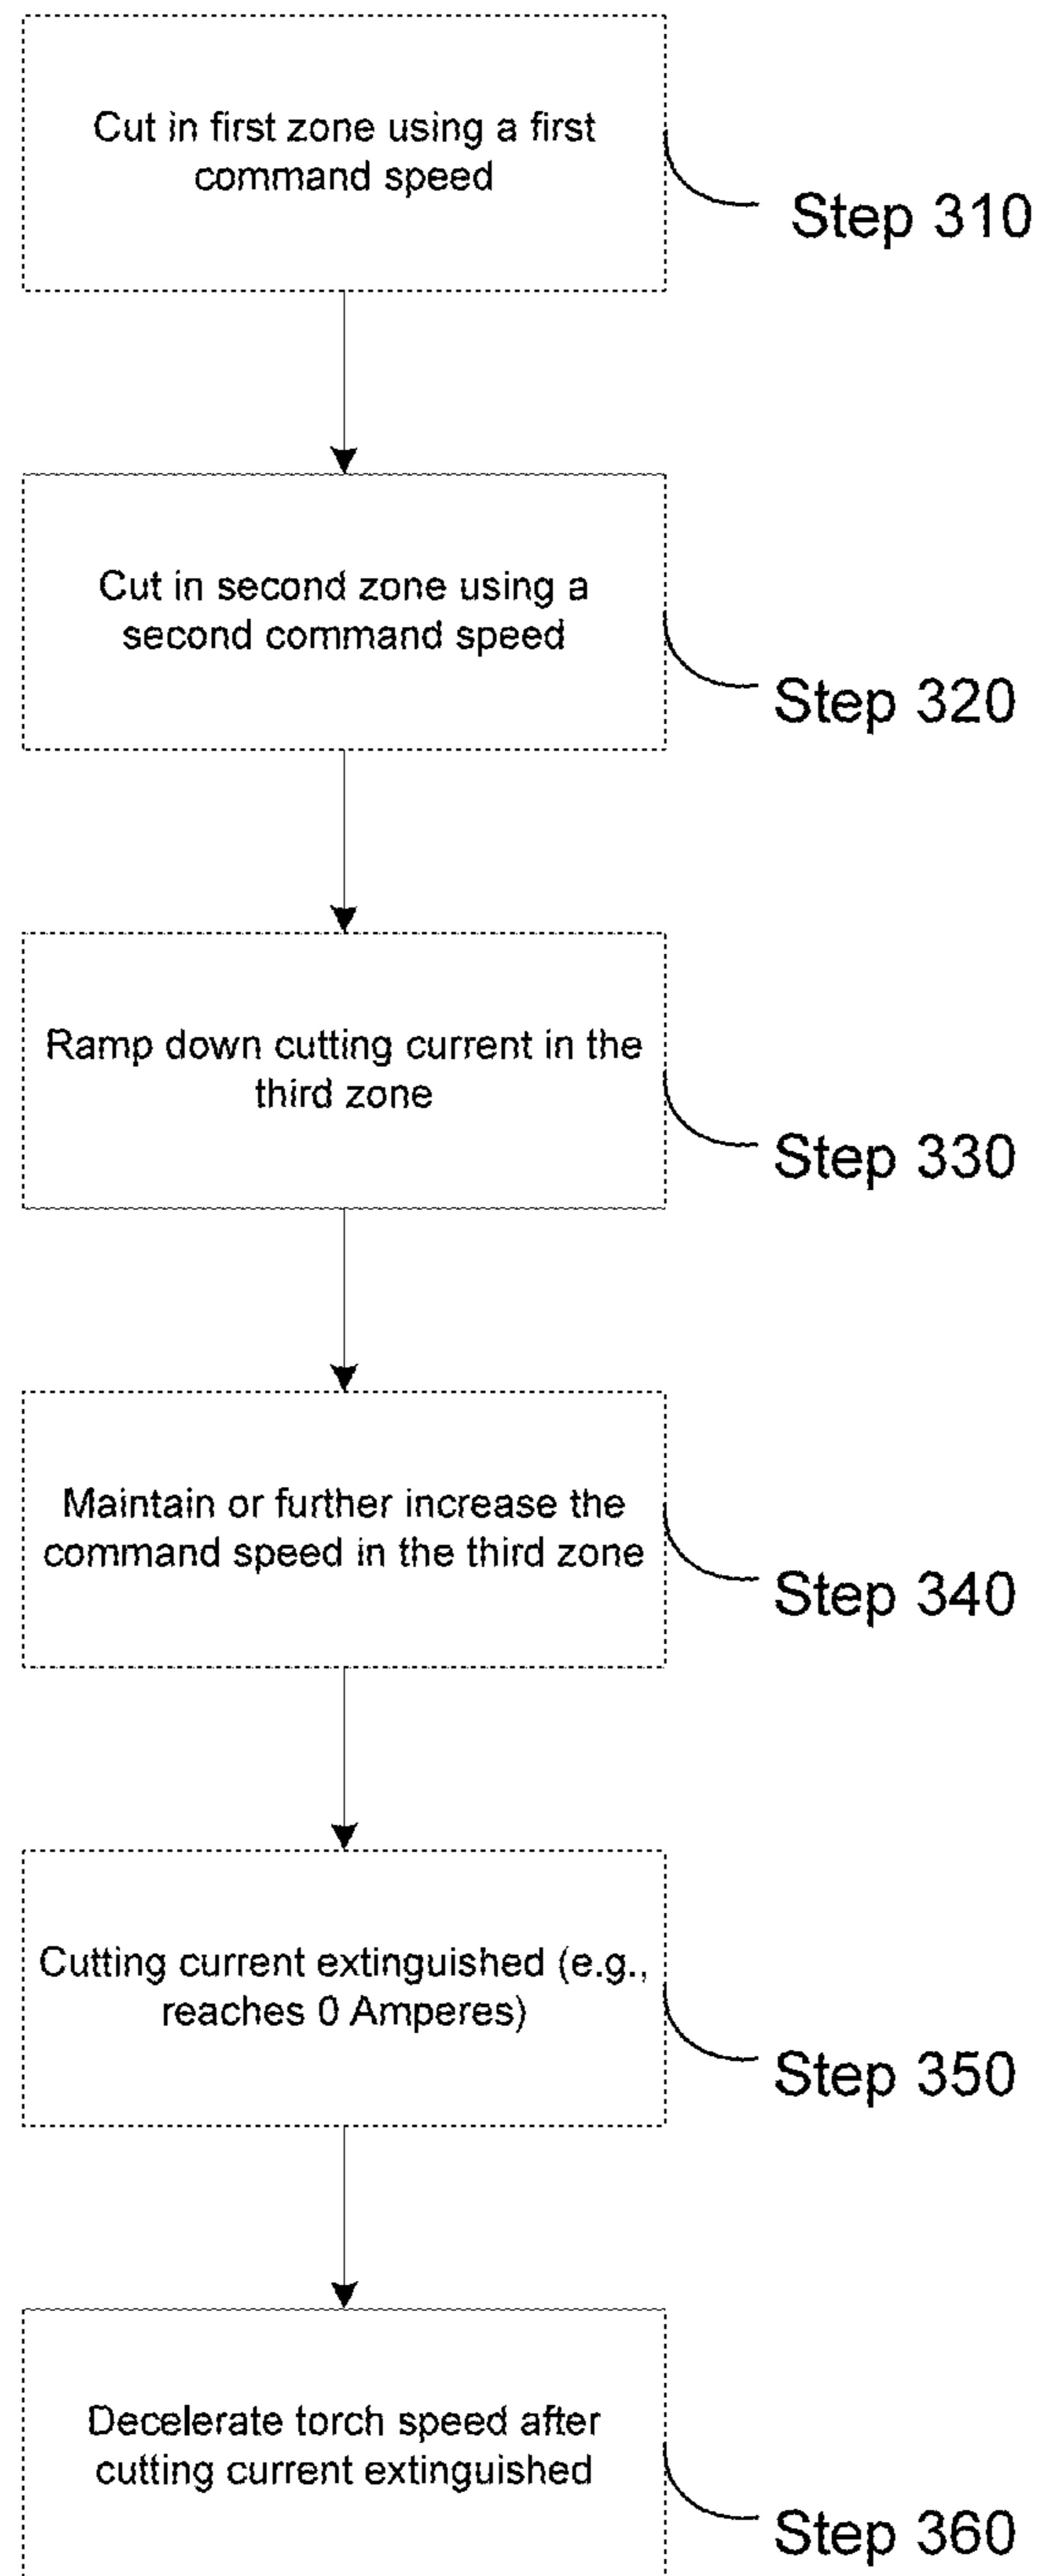 Cut in first zone using a first
command speed
Step 310
Cut in second zone using a
second command speed
Step 320
Ramp down cutting current in the
third zone
Step 330
Maintain or further increase the
command speed in the third zone
Step 340
Cutting current extinguished (e.g.,
reaches 0 Amperes)
Step 350
Decelerate torch speed after
cutting current extinguished
Step 360